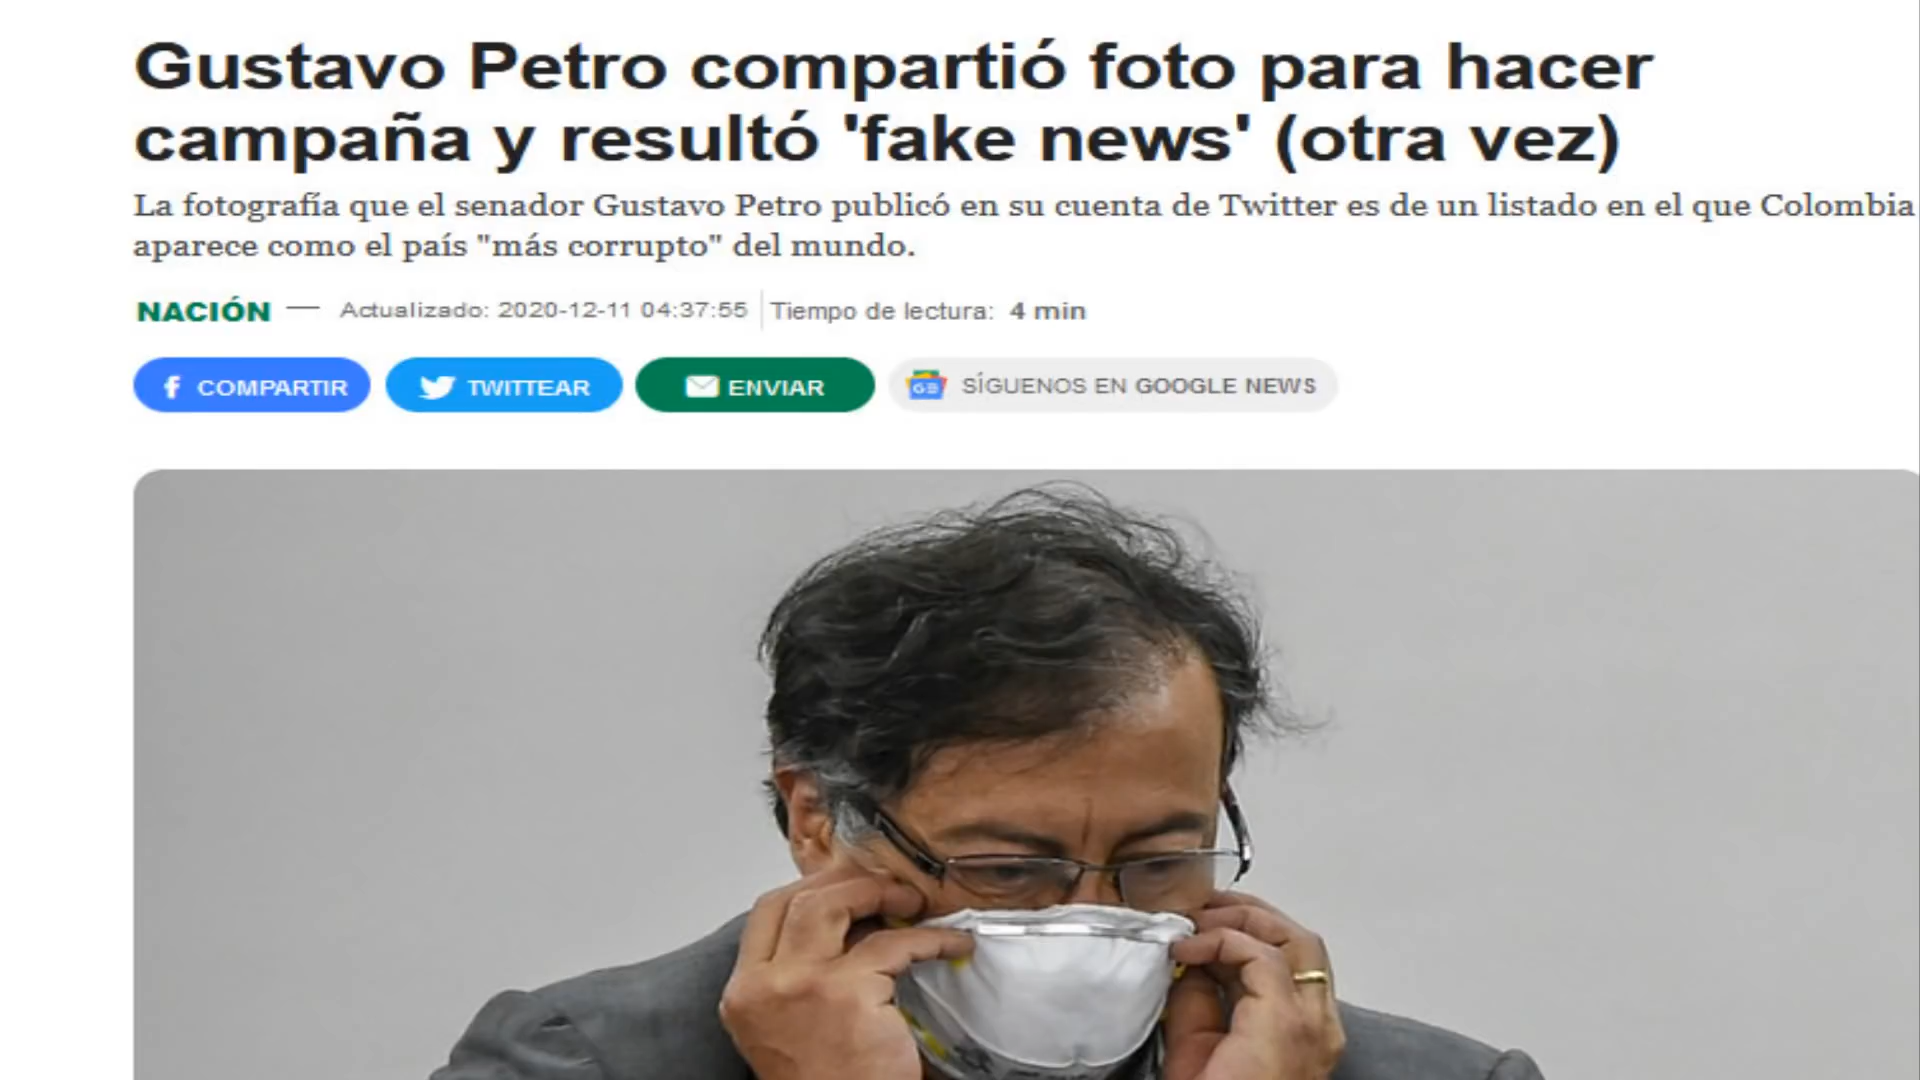 Gustavo Petro compartió foto para hacer
campaña y resultó 'fake news' (otra vez)
La fotografía que el senador Gustavo Petro publicó en su cuenta de Twitter es de un listado en el que Colombia
aparece como el país "más corrupto" del mundo.
NACIÓN — Actualizado: 2020-12-11 04:37:55 Tiempo de lectura: 4 min
COMPARTIR TWITTEAR ENVIAR SÍGUENOS EN GOOGLE NEWS